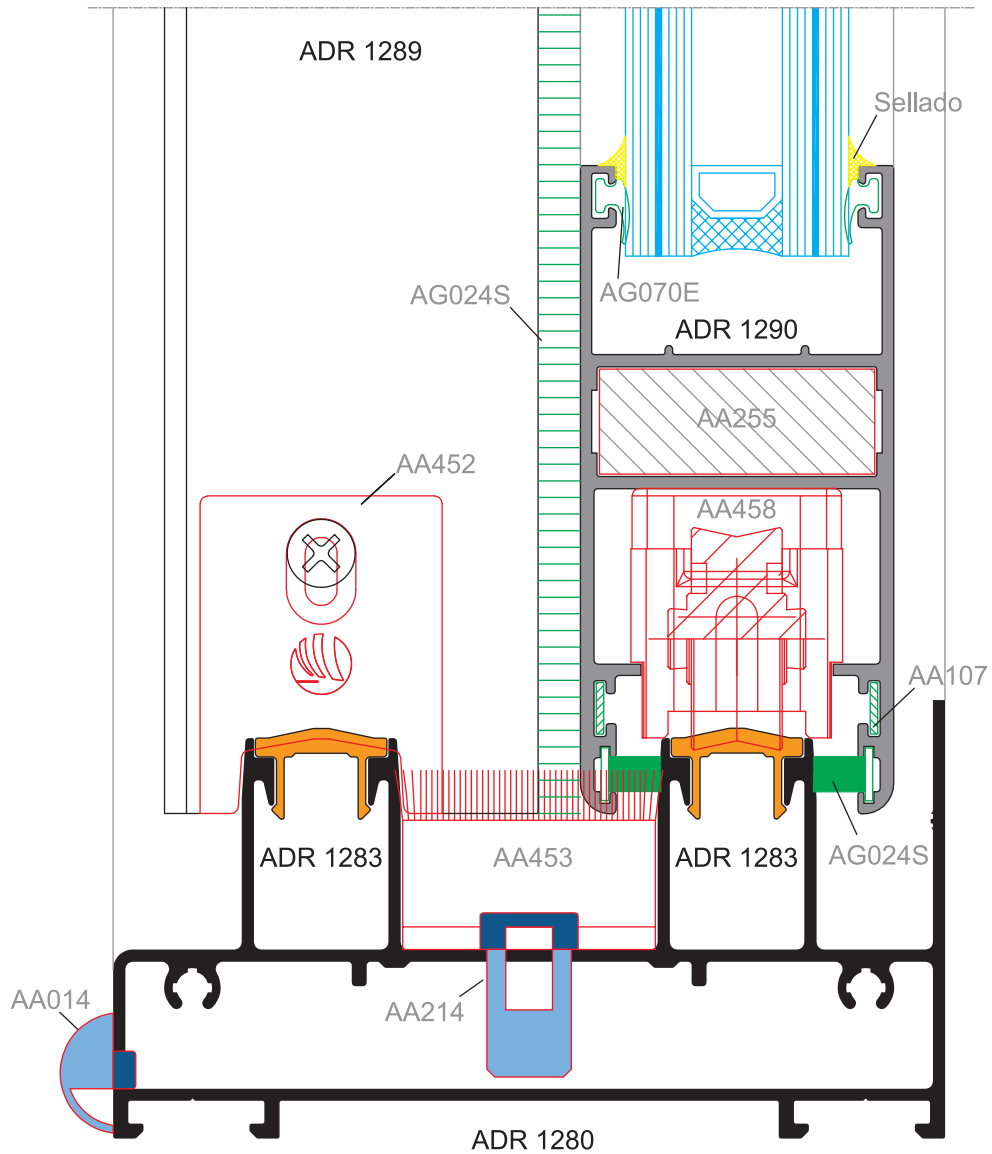 ADR 1289
Sellado
AG024S
AG070E
ADR 1290
AA255
AA452
AA458
AA107
ADR 1283
AA453
ADR 1283
AG024S
AA014
AA214
ADR 1280